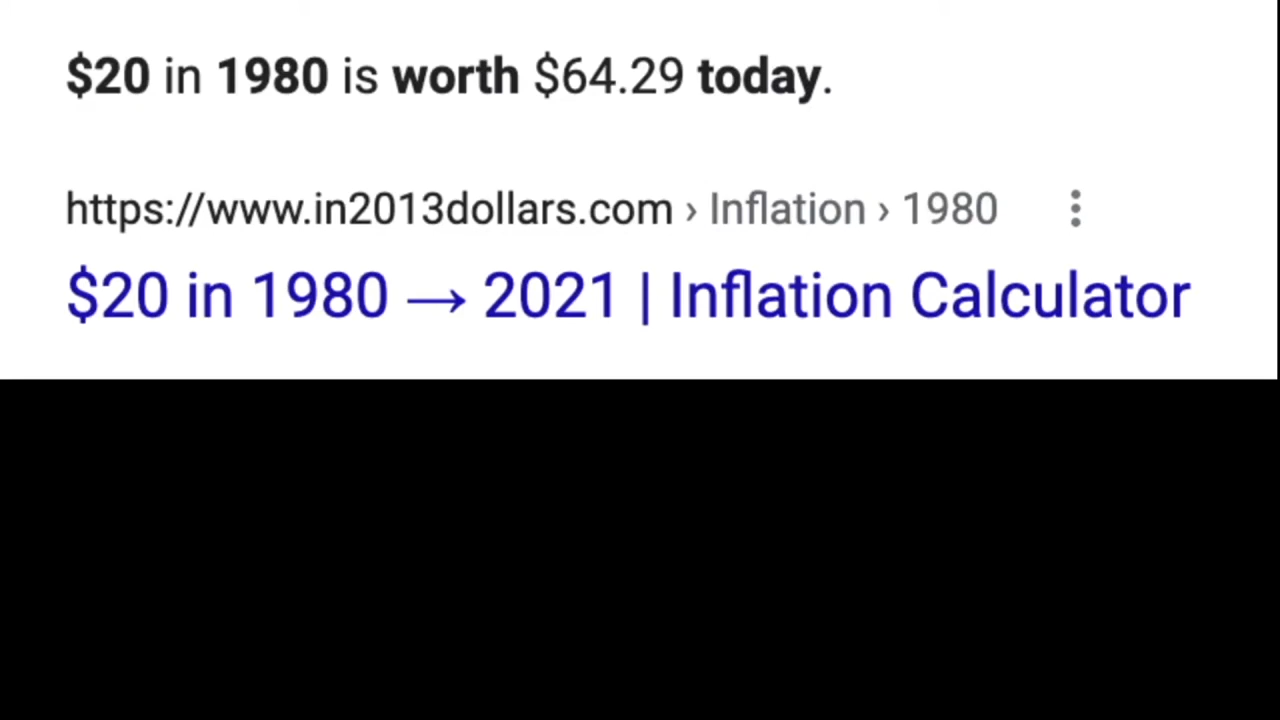 $20 in 1980 is worth $64.29 today.
https://www.in2013dollars.com › Inflation › 1980
$20 in 1980 → 2021 | Inflation Calculator